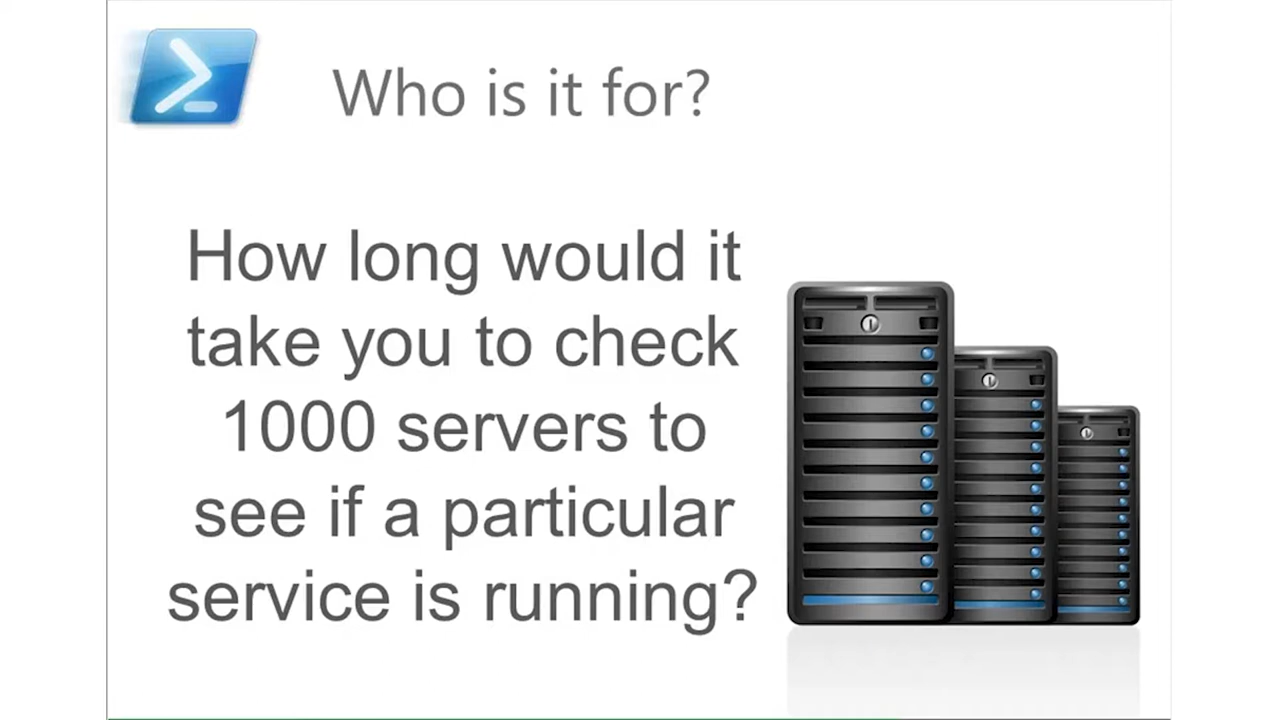 Who is it for?
How long would it
take you to check
1000 servers to
see if a particular
service is running?